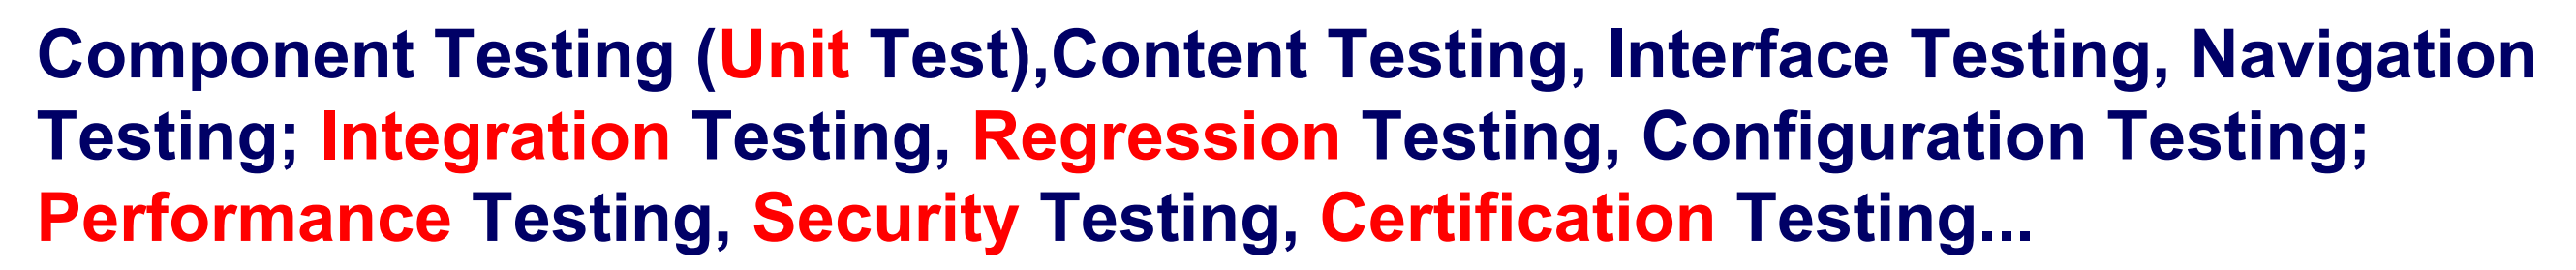 Component Testing (Unit Test),Content Testing, Interface Testing, Navigation
Testing; Integration Testing, Regression Testing, Configuration Testing;
Performance Testing, Security Testing, Certification Testing...